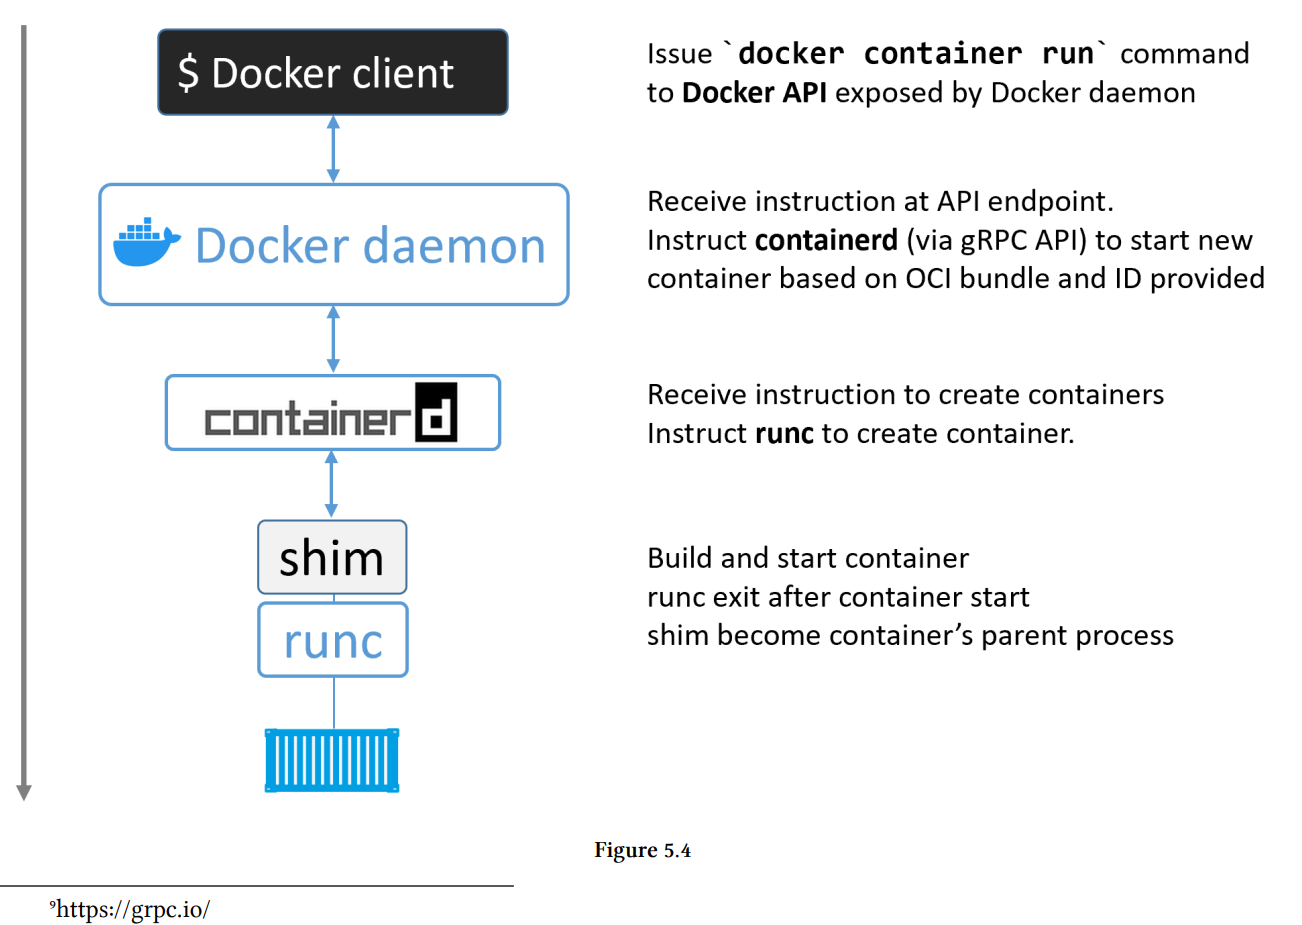 $ Docker client
Issue `docker container run` command
to Docker API exposed by Docker daemon
Docker daemon
Receive instruction at API endpoint.
Instruct containerd (via gRPC API) to start new
container based on OCI bundle and ID provided
containerd
Receive instruction to create containers
Instruct runc to create container.
shim
runc
Build and start container
runc exit after container start
shim become container’s parent process
Figure 5.4
⁹https://grpc.io/